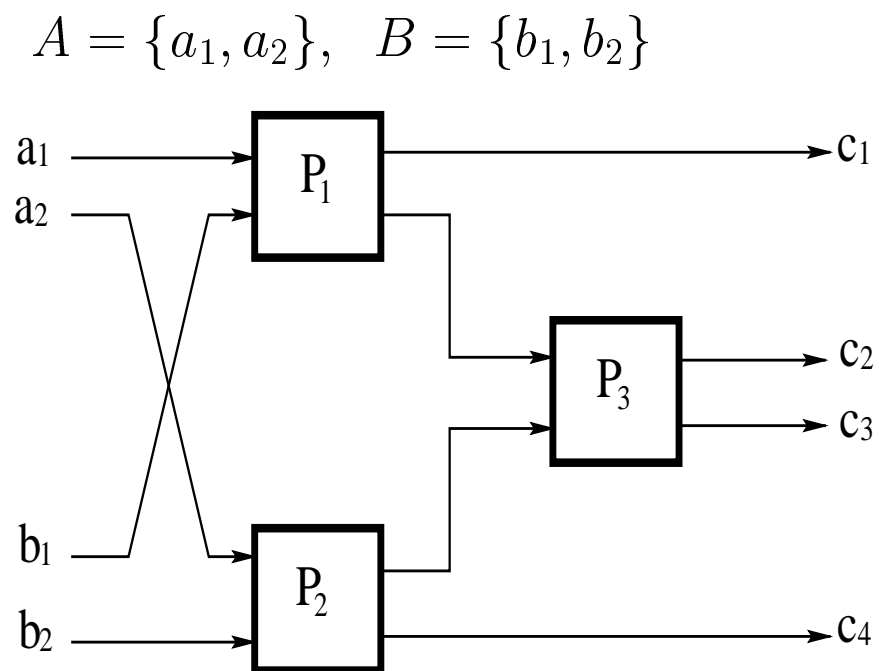 A = {a₁, a₂}, B = {b₁, b₂}
a₁
P₁
c₁
a₂
P₃
c₂
c₃
b₁
P₂
b₂
c₄